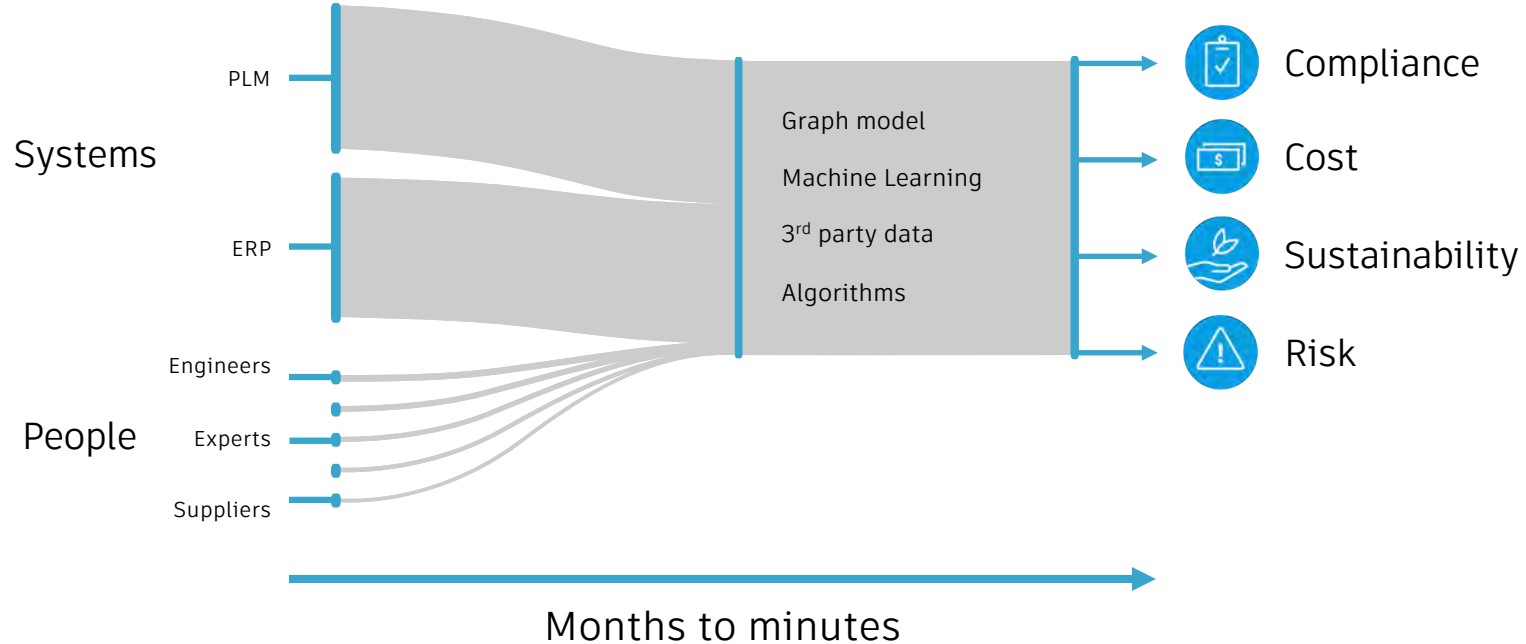 Systems
PLM
ERP
People
Engineers
Experts
Suppliers
Graph model
Machine Learning
3rd party data
Algorithms
$
Compliance
Cost
Sustainability
!
Risk
Months to minutes